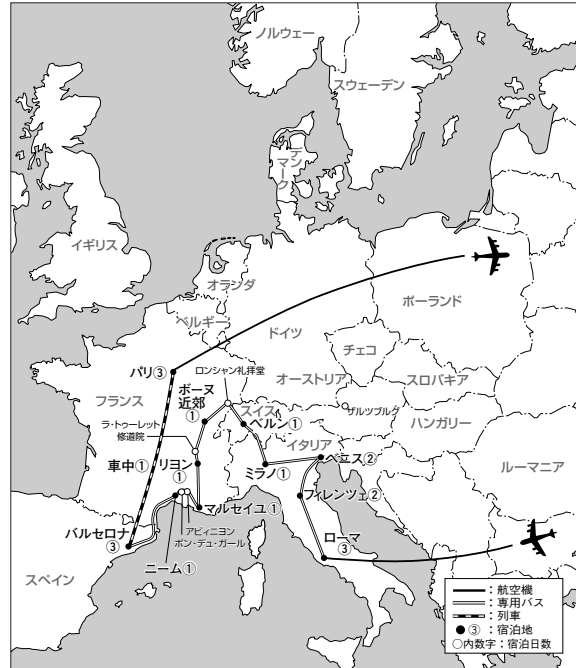 ノルウェー
スウェーデン
デン
マーク
イギリス
オランダ
ベルギー
ドイツ
ポーランド
チェコ
スロバキア
オーストリア
ザルツブルク
ハンガリー
ルーマニア
パリ③
ロンシャン礼拝堂
フランス
ボーヌ
近郊
①
スイス
ベルン①
ラ・トゥーレット
修道院
イタリア
車中①
リヨン
①
ミラノ①
ベニス②
フィレンツェ②
マルセイユ①
アビィニヨン
ポン・デュ・ガール
バルセロナ
③
ニーム①
ローマ
③
スペイン
：航空機
：専用バス
：列車
●③：宿泊地
○内数字：宿泊日数